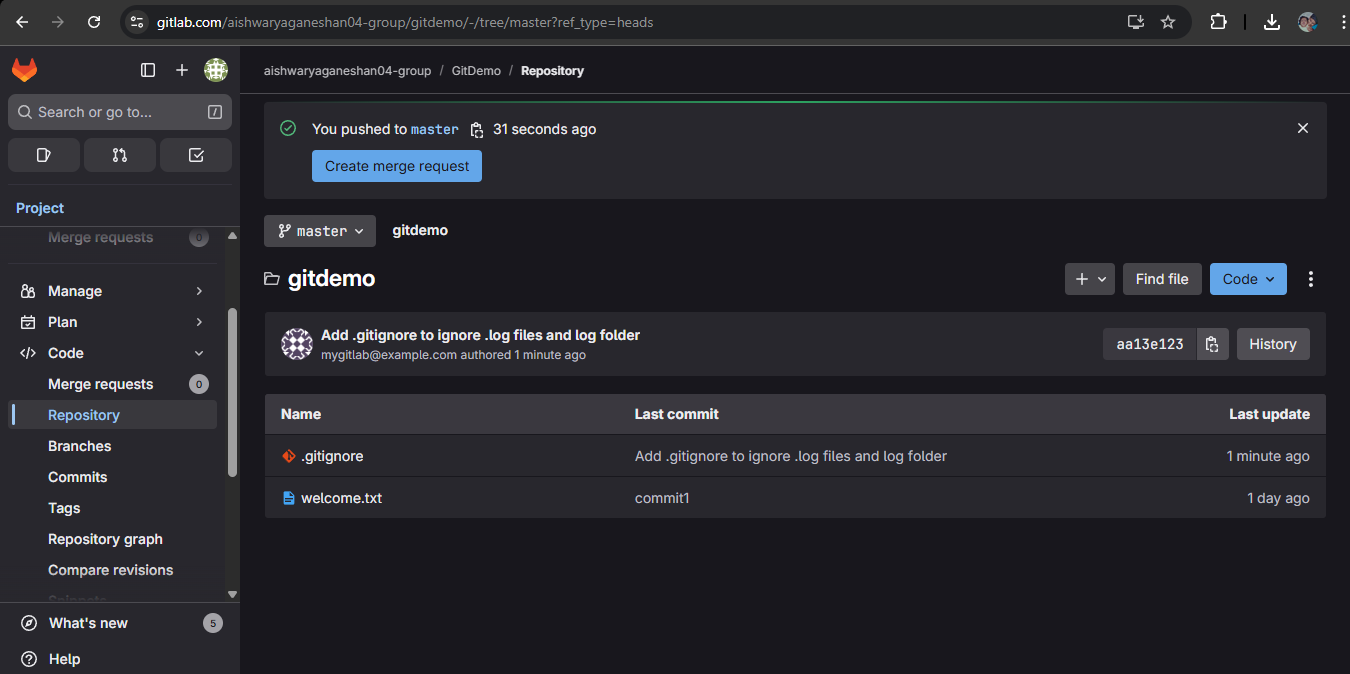 gitlab.com/aishwaryaganeshan04-group/gitdemo/-/tree/master?ref_type=heads
aishwaryaganeshan04-group / GitDemo / Repository
Search or go to... /
Project
Merge requests 0
Manage
Plan
Code
Merge requests 0
Repository
Branches
Commits
Tags
Repository graph
Compare revisions
Snippets
What's new 5
Help
You pushed to master 31 seconds ago
Create merge request
master gitdemo
gitdemo
Find file Code
Add .gitignore to ignore .log files and log folder
mygitlab@example.com authored 1 minute ago
aa13e123 History
Name Last commit Last update
.gitignore Add .gitignore to ignore .log files and log folder 1 minute ago
welcome.txt commit1 1 day ago